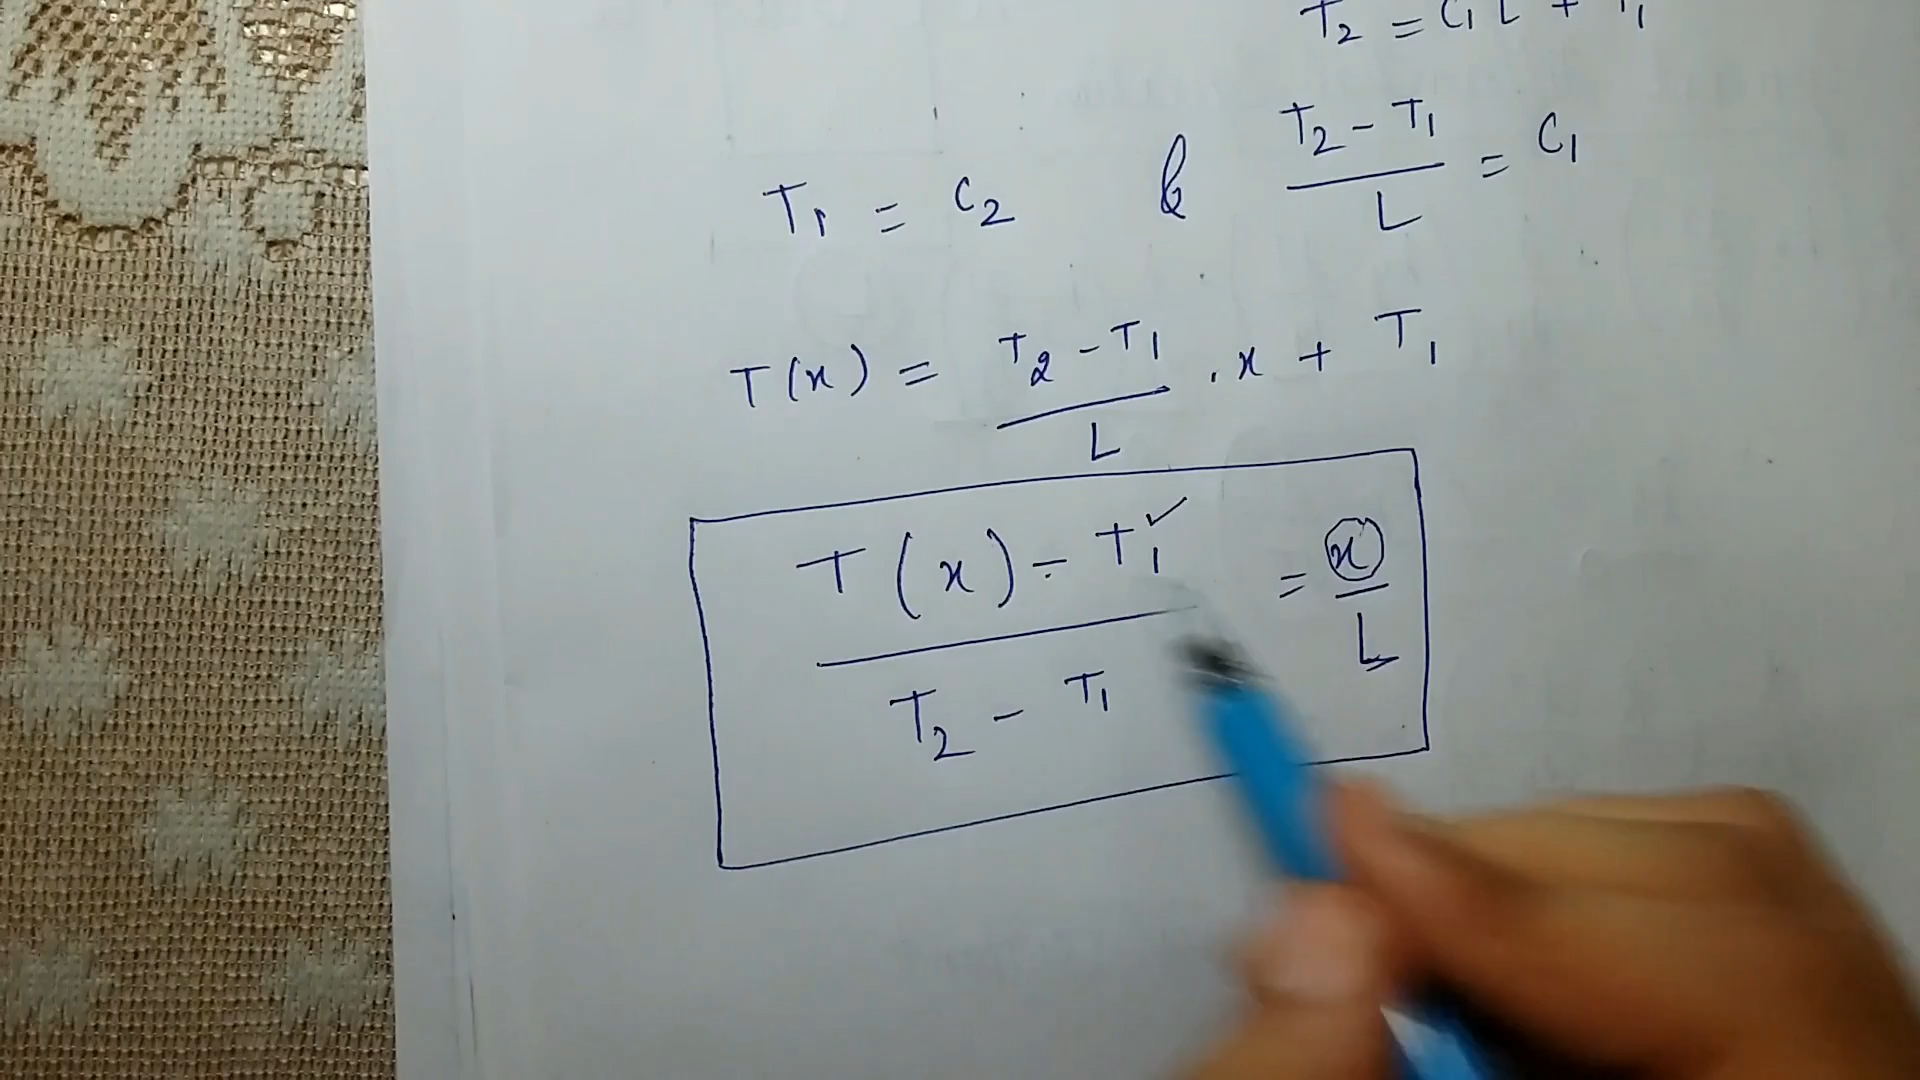 T₂ = C₁ L + T₁
T₁ = C₂ & (T₂ - T₁)/L = C₁
T(x) = (T₂ - T₁)/L . x + T₁
(T(x) - T₁)/(T₂ - T₁) = x/L